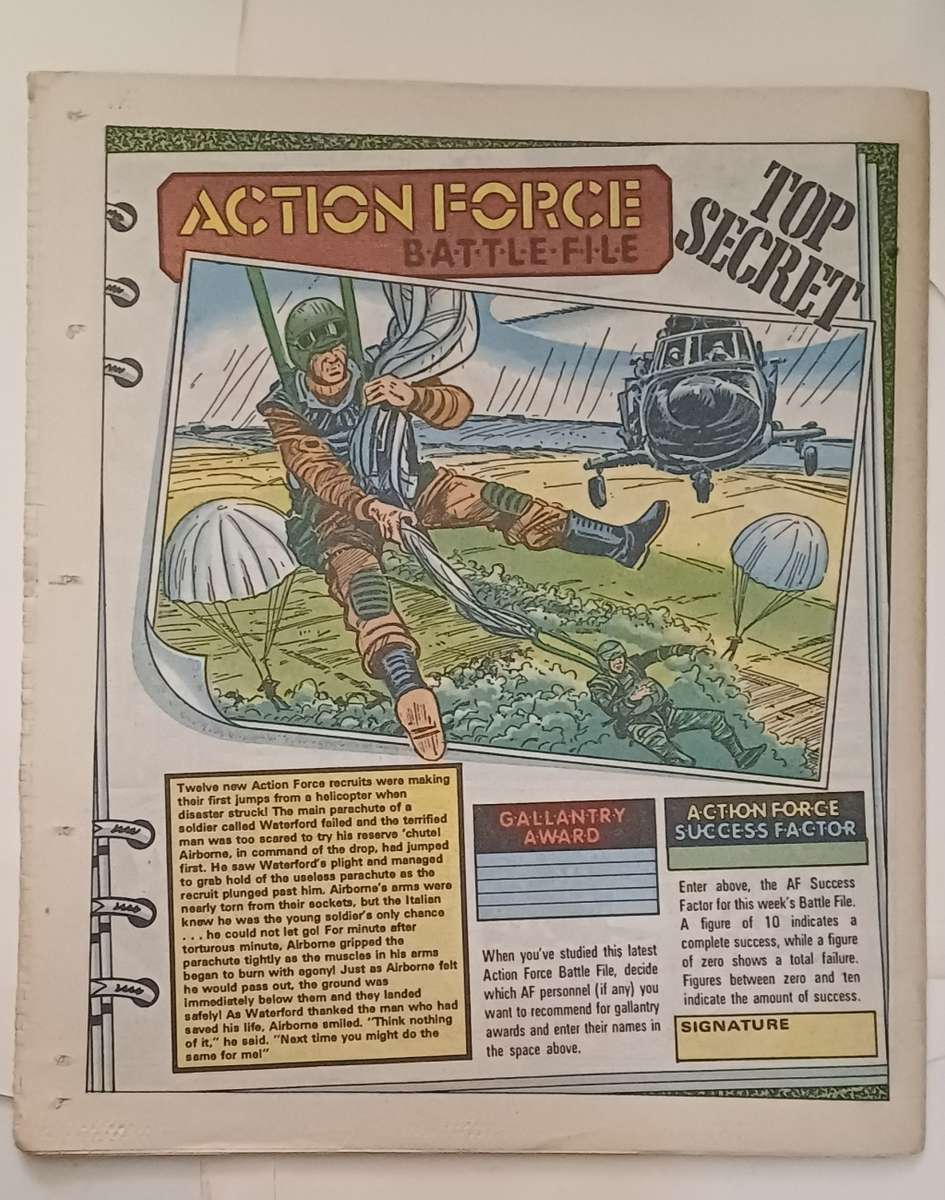 ACTION FORCE
B·A·T·T·L·E·F·I·L·E
TOP
SECRET
Twelve new Action Force recruits were making
their first jumps from a helicopter when
disaster struck! The main parachute of a
soldier called Waterford failed and the terrified
man was too scared to try his reserve 'chute!
Airborne, in command of the drop, had jumped
first. He saw Waterford's plight and managed
to grab hold of the useless parachute as the
recruit plunged past him. Airborne's arms were
nearly torn from their sockets, but the Italian
knew he was the young soldier's only chance
. . . he could not let go! For minute after
torturous minute, Airborne gripped the
parachute tightly as the muscles in his arms
began to burn with agony! Just as Airborne felt
he would pass out, the ground was
immediately below them and they landed
safely! As Waterford thanked the man who had
saved his life, Airborne smiled. "Think nothing
of it," he said. "Next time you might do the
same for me!"
GALLANTRY
AWARD
When you've studied this latest
Action Force Battle File, decide
which AF personnel (if any) you
want to recommend for gallantry
awards and enter their names in
the space above.
ACTION FORCE
SUCCESS FACTOR
Enter above, the AF Success
Factor for this week's Battle File.
A figure of 10 indicates a
complete success, while a figure
of zero shows a total failure.
Figures between zero and ten
indicate the amount of success.
SIGNATURE